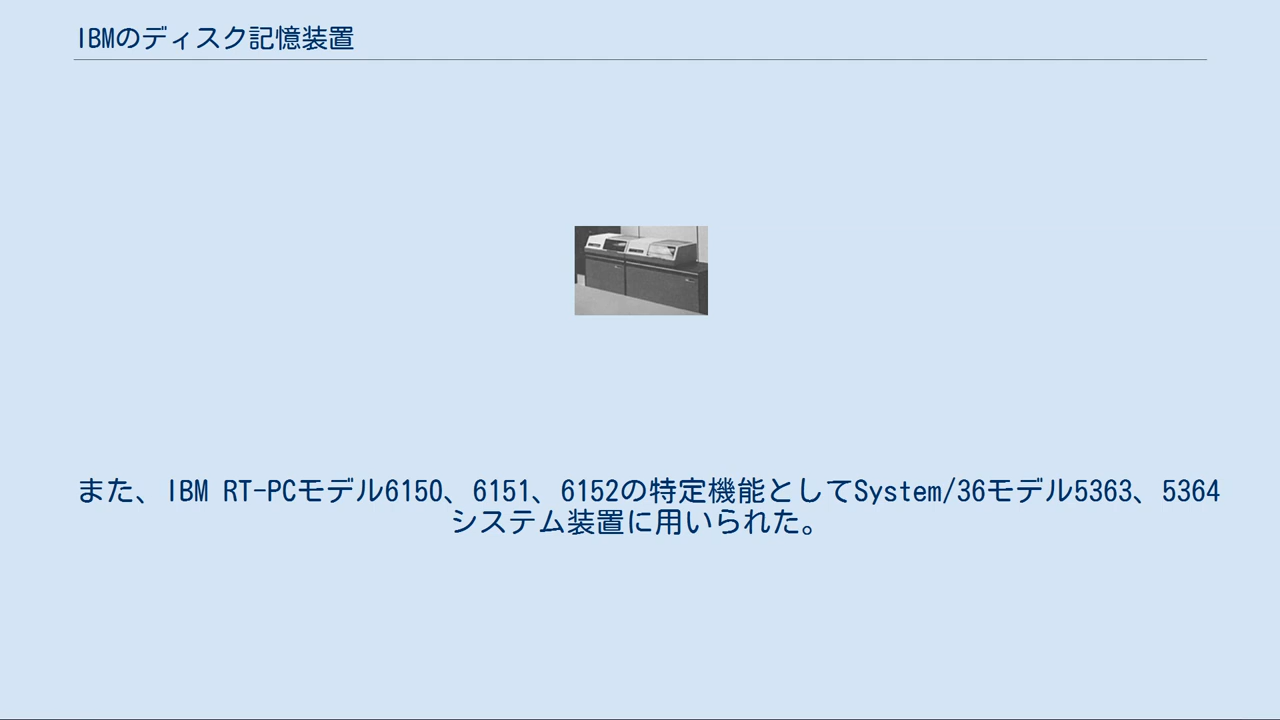 IBMのディスク記憶装置
また、IBM RT-PCモデル6150、6151、6152の特定機能としてSystem/36モデル5363、5364
システム装置に用いられた。